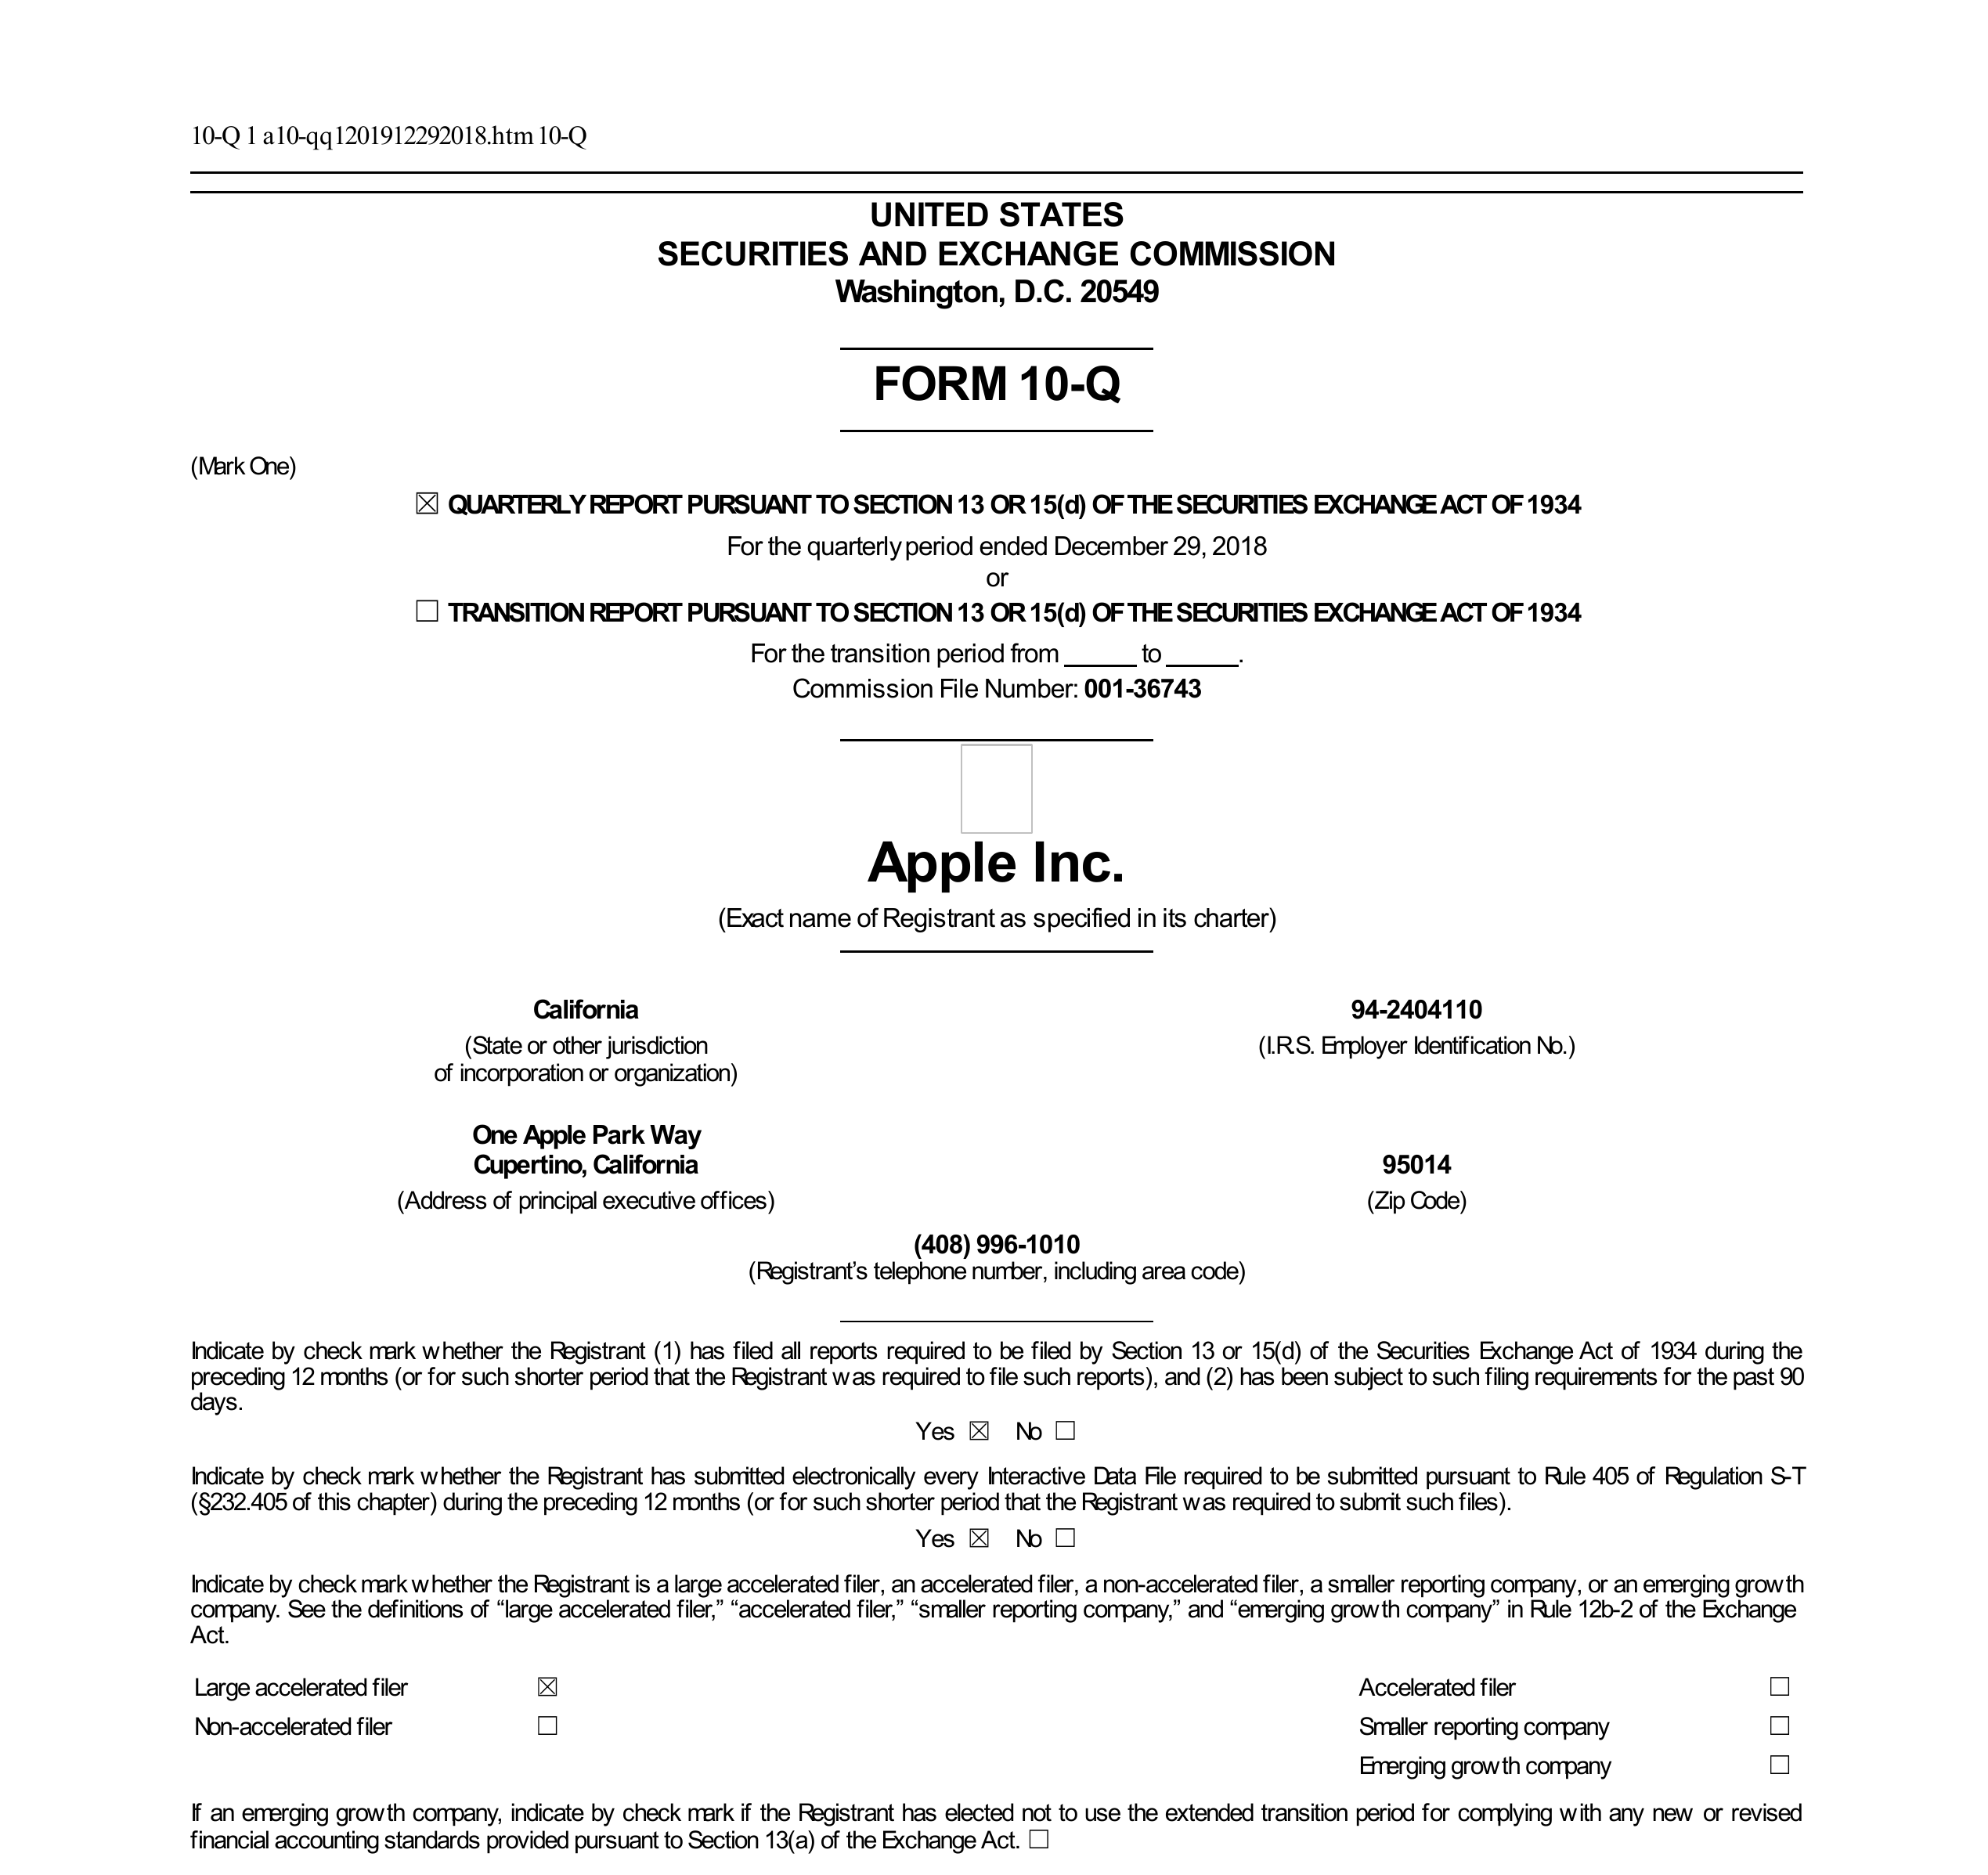 10-Q 1 a10-qq1201912292018.htm 10-Q
UNITED STATES
SECURITIES AND EXCHANGE COMMISSION
Washington, D.C. 20549
FORM 10-Q
(Mark One)
☒ QUARTERLY REPORT PURSUANT TO SECTION 13 OR 15(d) OF THE SECURITIES EXCHANGE ACT OF 1934
For the quarterly period ended December 29, 2018
or
☐ TRANSITION REPORT PURSUANT TO SECTION 13 OR 15(d) OF THE SECURITIES EXCHANGE ACT OF 1934
For the transition period from _____ to _____.
Commission File Number: 001-36743
Apple Inc.
(Exact name of Registrant as specified in its charter)
California 94-2404110
(State or other jurisdiction (I.R.S. Employer Identification No.)
of incorporation or organization)
One Apple Park Way
Cupertino, California 95014
(Address of principal executive offices) (Zip Code)
(408) 996-1010
(Registrant’s telephone number, including area code)
Indicate by check mark whether the Registrant (1) has filed all reports required to be filed by Section 13 or 15(d) of the Securities Exchange Act of 1934 during the
preceding 12 months (or for such shorter period that the Registrant was required to file such reports), and (2) has been subject to such filing requirements for the past 90
days.
Yes ☒ No ☐
Indicate by check mark whether the Registrant has submitted electronically every Interactive Data File required to be submitted pursuant to Rule 405 of Regulation S-T
(§232.405 of this chapter) during the preceding 12 months (or for such shorter period that the Registrant was required to submit such files).
Yes ☒ No ☐
Indicate by check mark whether the Registrant is a large accelerated filer, an accelerated filer, a non-accelerated filer, a smaller reporting company, or an emerging growth
company. See the definitions of “large accelerated filer,” “accelerated filer,” “smaller reporting company,” and “emerging growth company” in Rule 12b-2 of the Exchange
Act.
Large accelerated filer ☒ Accelerated filer ☐
Non-accelerated filer ☐ Smaller reporting company ☐
Emerging growth company ☐
If an emerging growth company, indicate by check mark if the Registrant has elected not to use the extended transition period for complying with any new or revised
financial accounting standards provided pursuant to Section 13(a) of the Exchange Act. ☐